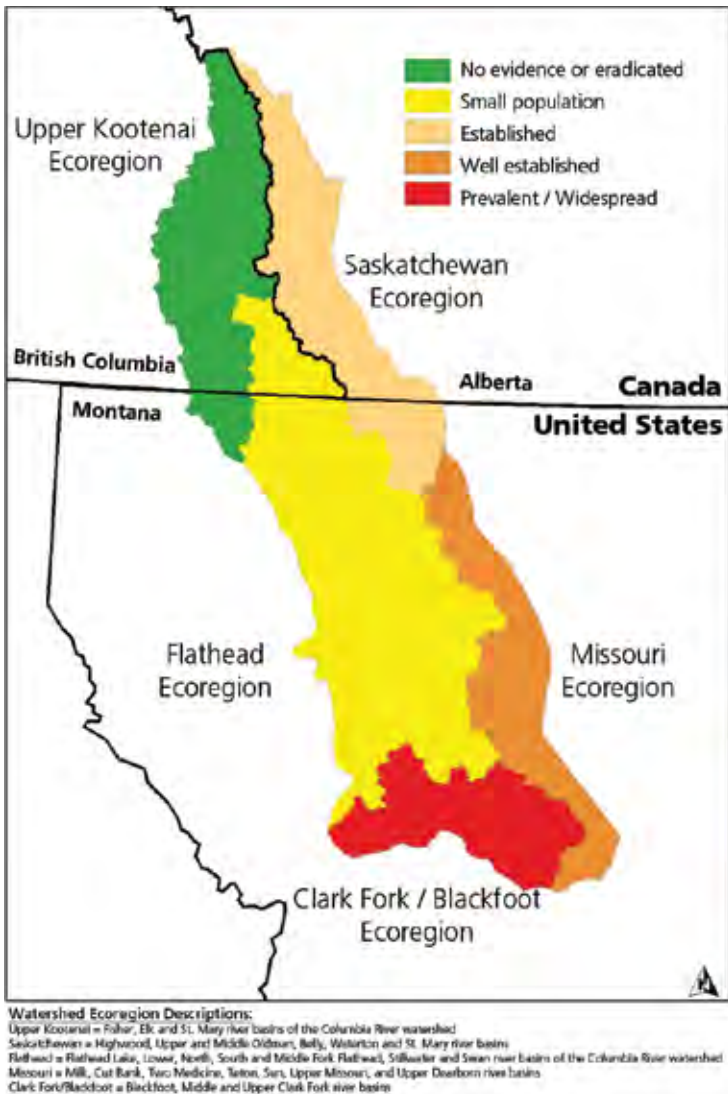 No evidence or eradicated
Small population
Established
Well established
Prevalent / Widespread
Upper Kootenai
Ecoregion
Saskatchewan
Ecoregion
British Columbia
Alberta
Canada
Montana
United States
Flathead
Ecoregion
Missouri
Ecoregion
Clark Fork / Blackfoot
Ecoregion
Watershed Ecoregion Descriptions:
Upper Kootenai = Fisher, Elk and St. Mary river basins of the Columbia River watershed
Saskatchewan = Highwood, Upper and Middle Oldman, Belly, Waterton and St. Mary river basins
Flathead = Flathead Lake, Lower, North, South and Middle Fork Flathead, Stillwater and Swan river basins of the Columbia River watershed
Missouri = Milk, Cut Bank, Two Medicine, Teton, Sun, Upper Missouri, and Upper Dearborn river basins
Clark Fork/Blackfoot = Blackfoot, Middle and Upper Clark Fork river basins